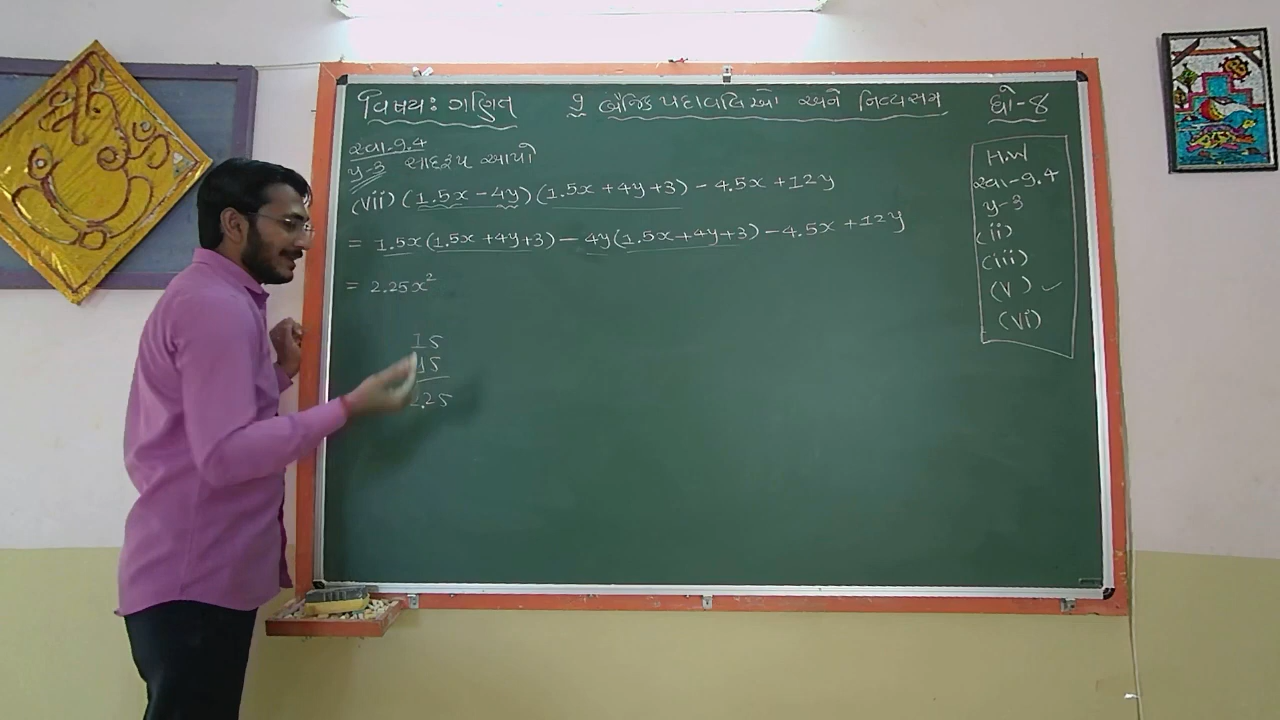 શ્રી
વિષય: ગણિત 9 બૈજિક પદાવલિઓ અને નિત્યસમ ધો-8
સ્વા-9.4
પ્ર-3 સાદુરૂપ આપો
(vii) (1.5x - 4y) (1.5x + 4y + 3) - 4.5x + 12y
= 1.5x (1.5x + 4y + 3) - 4y (1.5x + 4y + 3) - 4.5x + 12y
= 2.25x²
15
15
2.25
H.W
સ્વા-9.4
પ્ર-3
(ii)
(iii)
(v) ✓
(vi)